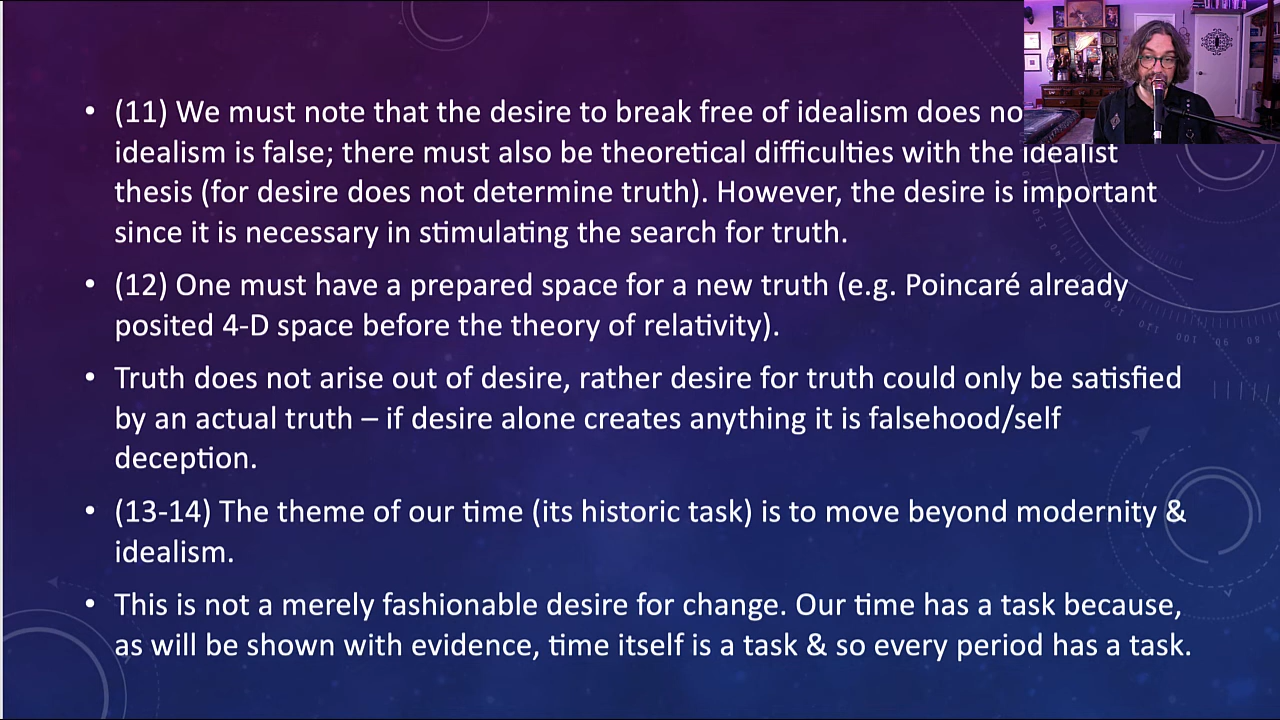 • (11) We must note that the desire to break free of idealism does no
idealism is false; there must also be theoretical difficulties with the idealist
thesis (for desire does not determine truth). However, the desire is important
since it is necessary in stimulating the search for truth.
• (12) One must have a prepared space for a new truth (e.g. Poincaré already
posited 4-D space before the theory of relativity).
• Truth does not arise out of desire, rather desire for truth could only be satisfied
by an actual truth – if desire alone creates anything it is falsehood/self
deception.
• (13-14) The theme of our time (its historic task) is to move beyond modernity &
idealism.
• This is not a merely fashionable desire for change. Our time has a task because,
as will be shown with evidence, time itself is a task & so every period has a task.